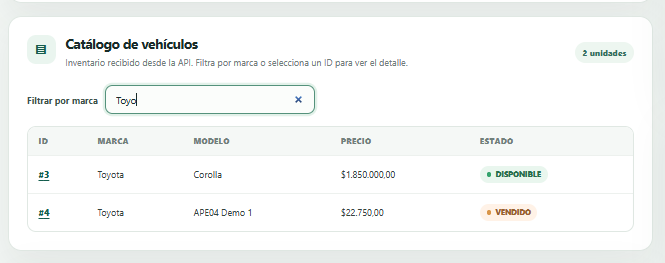 Catálogo de vehículos
Inventario recibido desde la API. Filtra por marca o selecciona un ID para ver el detalle.
2 unidades
Filtrar por marca Toyo ×
ID MARCA MODELO PRECIO ESTADO
#3 Toyota Corolla $1.850.000,00 DISPONIBLE
#4 Toyota APE04 Demo 1 $22.750,00 VENDIDO